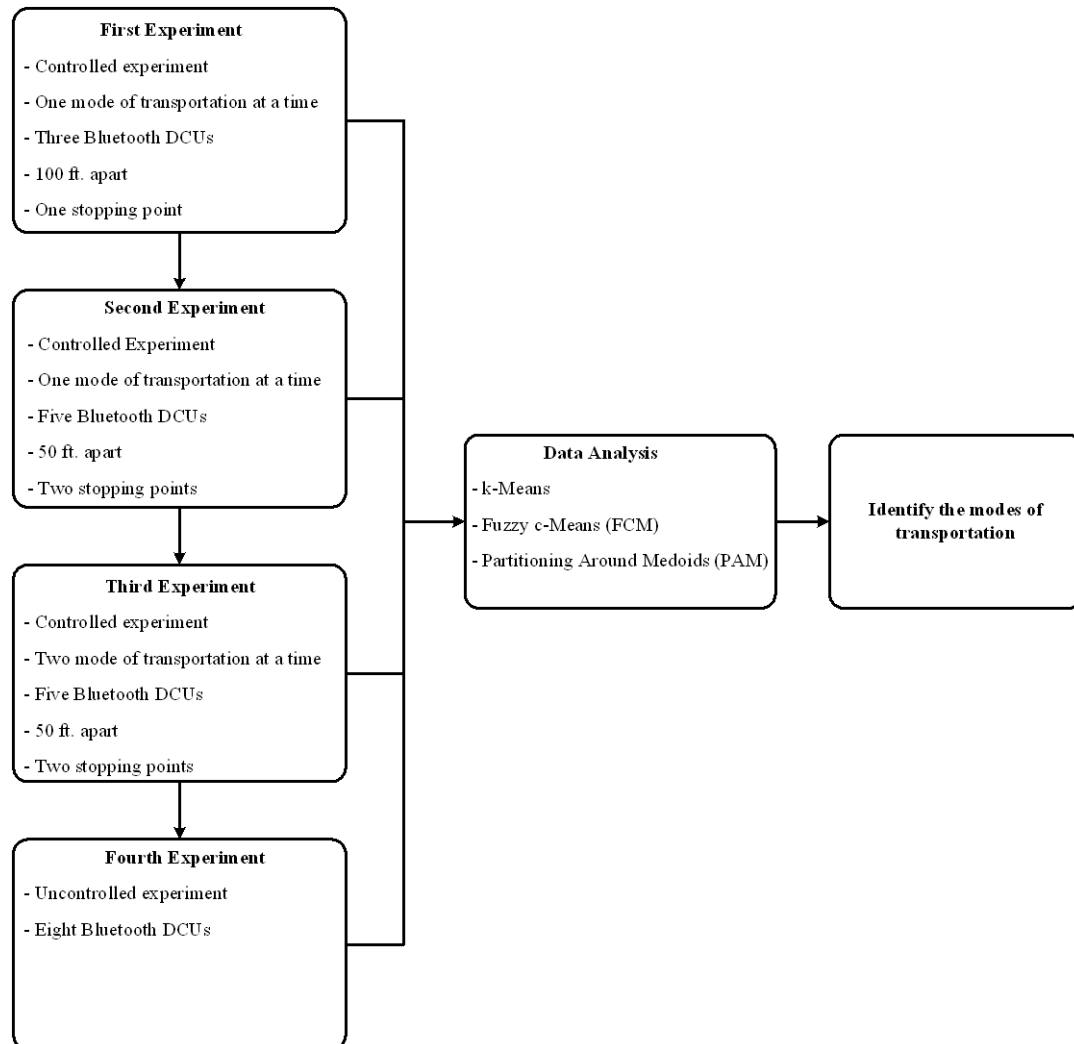 First Experiment
- Controlled experiment
- One mode of transportation at a time
- Three Bluetooth DCUs
- 100 ft. apart
- One stopping point
Second Experiment
- Controlled Experiment
- One mode of transportation at a time
- Five Bluetooth DCUs
- 50 ft. apart
- Two stopping points
Third Experiment
- Controlled experiment
- Two mode of transportation at a time
- Five Bluetooth DCUs
- 50 ft. apart
- Two stopping points
Fourth Experiment
- Uncontrolled experiment
- Eight Bluetooth DCUs
Data Analysis
- k-Means
- Fuzzy c-Means (FCM)
- Partitioning Around Medoids (PAM)
Identify the modes of
transportation